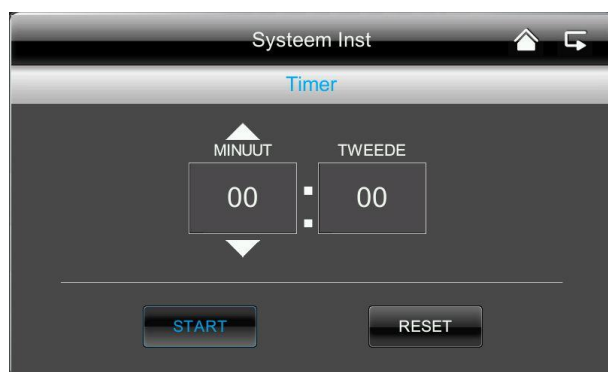 Systeem Inst
Timer
MINUUT TWEEDE
00 : 00
START RESET